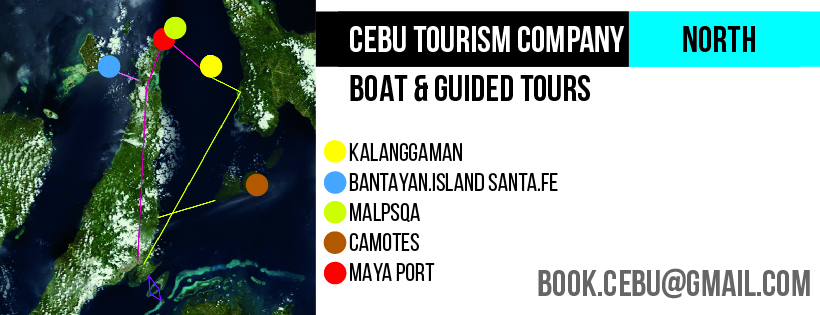 CEBU TOURISM COMPANY NORTH
BOAT & GUIDED TOURS
KALANGGAMAN
BANTAYAN.ISLAND SANTA.FE
MALPSQA
CAMOTES
MAYA PORT
BOOK.CEBU@GMAIL.COM